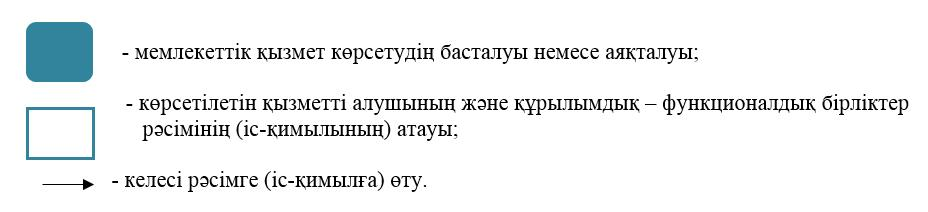 - мемлекеттік қызмет көрсетудің басталуы немесе аяқталуы;
- көрсетілетін қызметті алушының және құрылымдық – функционалдық бірліктер
рәсімінің (іс-қимылының) атауы;
- келесі рәсімге (іс-қимылға) өту.